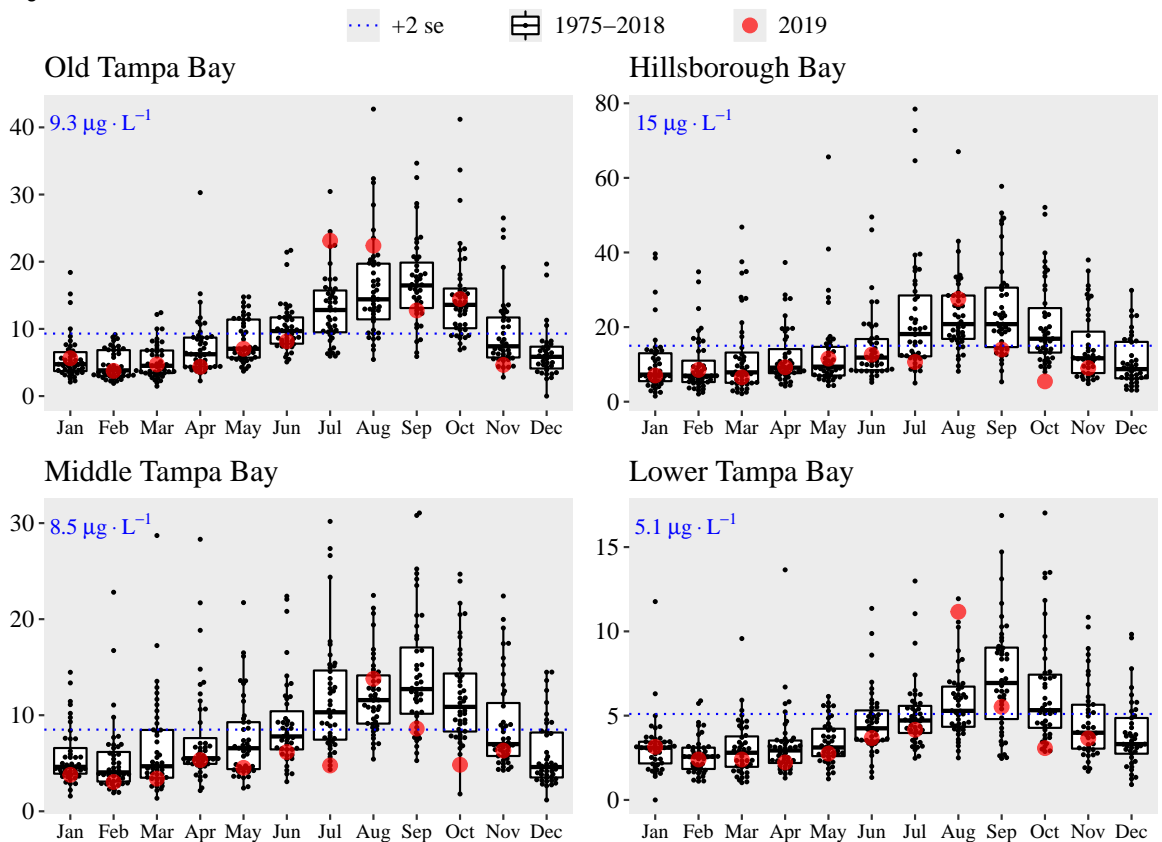 +2 se 1975−2018 2019
Old Tampa Bay
9.3 μg · L⁻¹
40
30
20
10
0
Jan Feb Mar Apr May Jun Jul Aug Sep Oct Nov Dec
Hillsborough Bay
15 μg · L⁻¹
80
60
40
20
0
Jan Feb Mar Apr May Jun Jul Aug Sep Oct Nov Dec
Middle Tampa Bay
8.5 μg · L⁻¹
30
20
10
0
Jan Feb Mar Apr May Jun Jul Aug Sep Oct Nov Dec
Lower Tampa Bay
5.1 μg · L⁻¹
15
10
5
0
Jan Feb Mar Apr May Jun Jul Aug Sep Oct Nov Dec